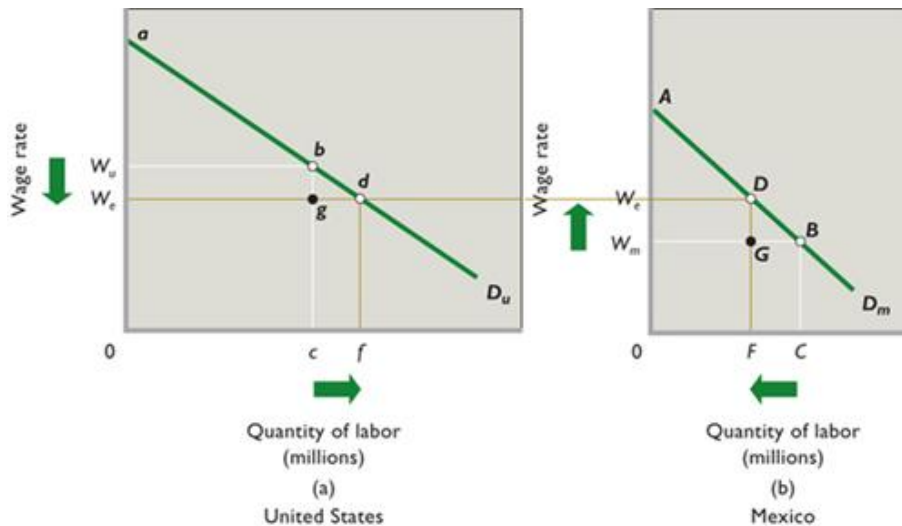 a
Wage rate
W_u
b
W_e
d
g
D_u
0
c
f
Quantity of labor
(millions)
(a)
United States
Wage rate
A
W_e
D
W_m
B
G
D_m
0
F
C
Quantity of labor
(millions)
(b)
Mexico